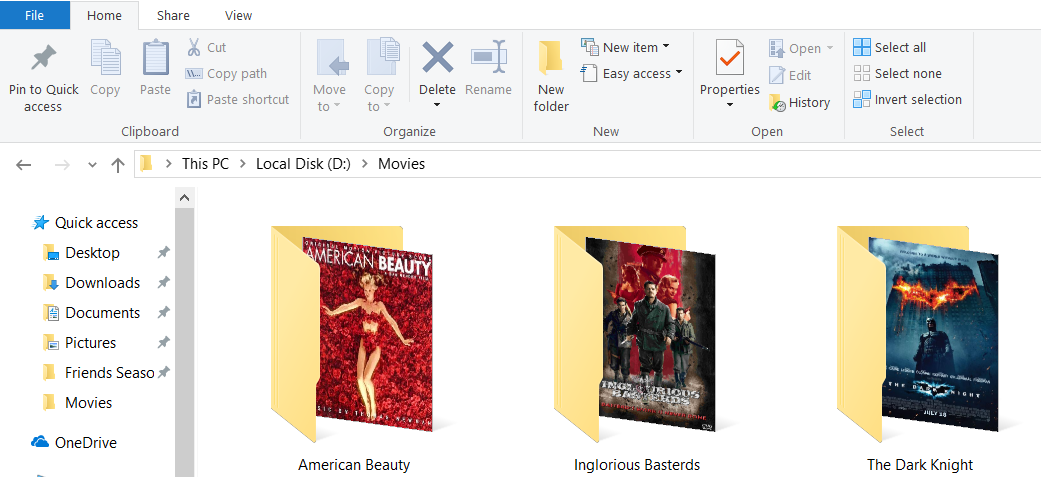 File Home Share View
Pin to Quick access
Copy
Paste
Cut
Copy path
Paste shortcut
Clipboard
Move to
Copy to
Delete
Rename
Organize
New folder
New item
Easy access
New
Properties
Open
Edit
History
Open
Select all
Select none
Invert selection
Select
This PC > Local Disk (D:) > Movies
Quick access
Desktop
Downloads
Documents
Pictures
Friends Seaso
Movies
OneDrive
AMERICAN BEAUTY
American Beauty
INGLOURIOUS
BASTERDS
Inglorious Basterds
THE DARK KNIGHT
JULY
The Dark Knight